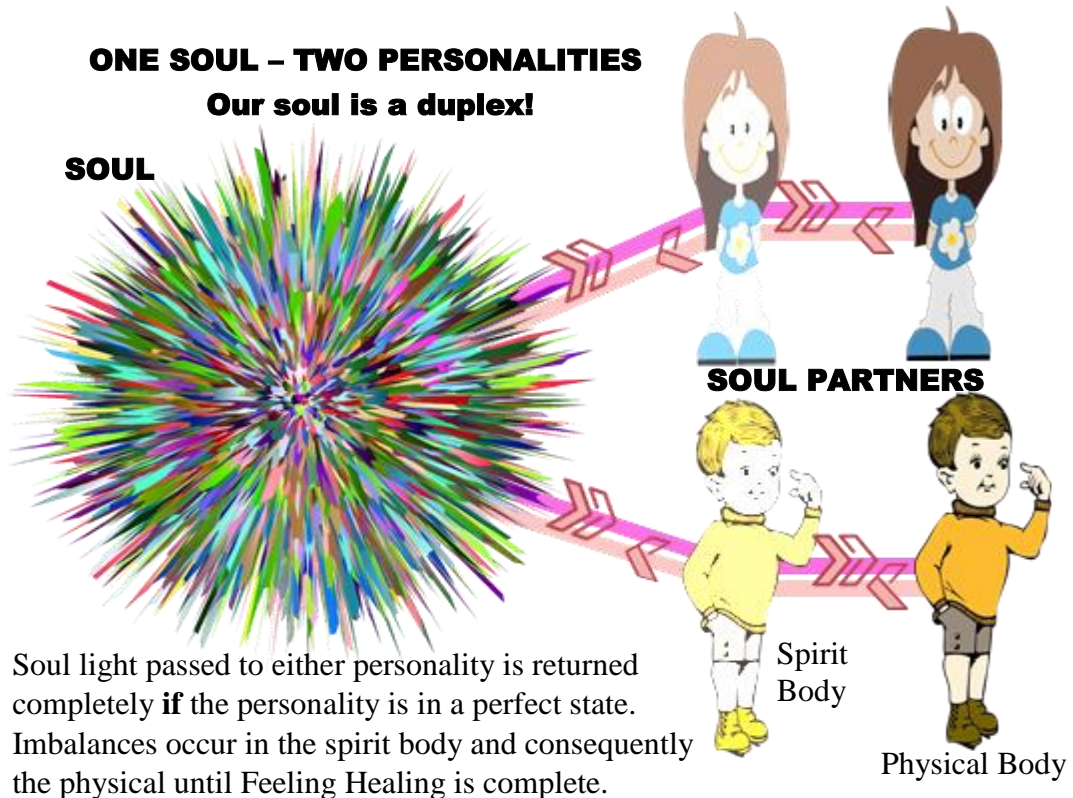 ONE SOUL – TWO PERSONALITIES
Our soul is a duplex!
SOUL
SOUL PARTNERS
Spirit
Body
Physical Body
Soul light passed to either personality is returned
completely if the personality is in a perfect state.
Imbalances occur in the spirit body and consequently
the physical until Feeling Healing is complete.